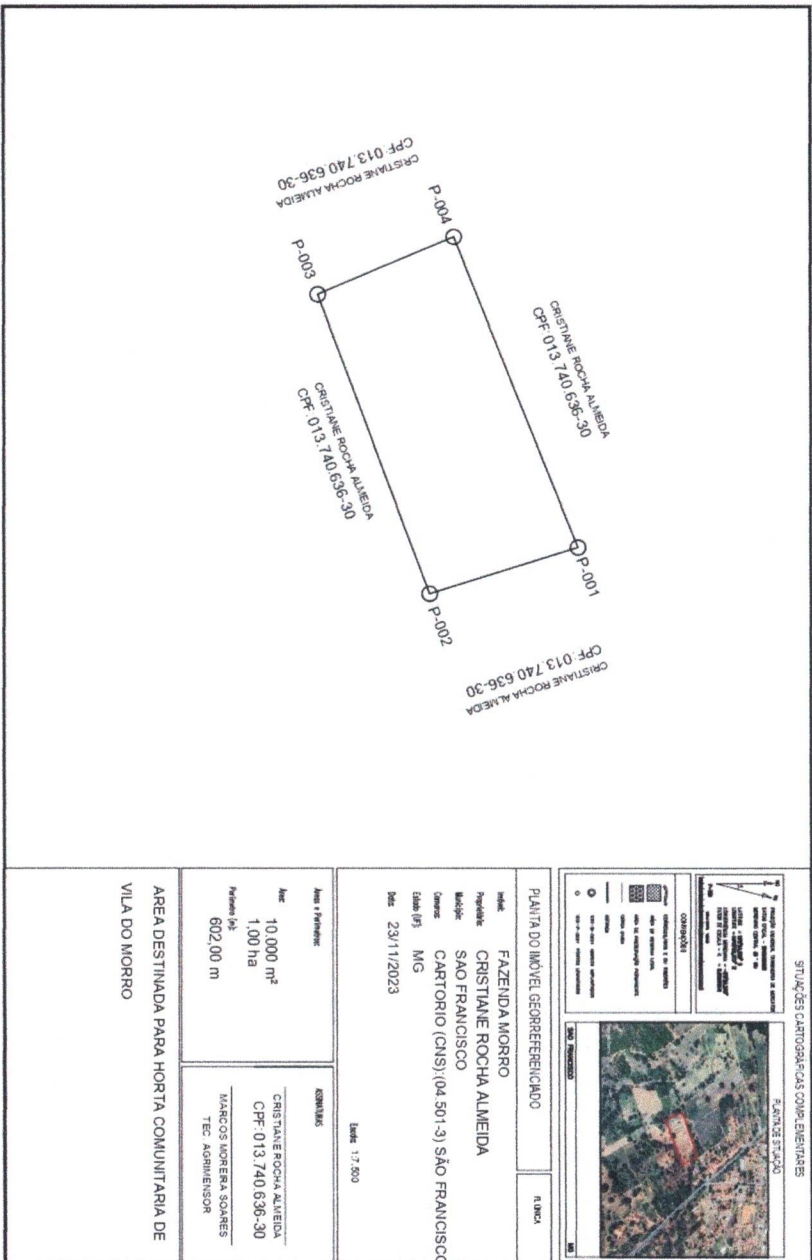 P-004
P-003
P-001
P-002
CRISTIANE ROCHA ALMEIDA
CPF: 013.740.636-30
CRISTIANE ROCHA ALMEIDA
CPF: 013.740.636-30
CRISTIANE ROCHA ALMEIDA
CPF: 013.740.636-30
CRISTIANE ROCHA ALMEIDA
CPF: 013.740.636-30
SITUAÇÕES CARTOGRAFICAS COMPLEMENTARES
PLANTA DE SITUAÇÃO
CONVENÇÕES
SAO FRANCISCO
MG
PLANTA DO IMÓVEL GEORREFERENCIADO
FL ÚNICA
Imóvel: FAZENDA MORRO
Proprietário: CRISTIANE ROCHA ALMEIDA
Município: SAO FRANCISCO
Comarca: CARTORIO (CNS):(04.501-3) SÃO FRANCISCO
Estado (UF): MG
Data: 23/11/2023
Escala: 1:7.500
Áreas e Perímetros:
Área: 10.000 m²
1,00 ha
Perímetro (m):
602,00 m
ASSINATURAS
CRISTIANE ROCHA ALMEIDA
CPF: 013.740.636-30
MARCOS MOREIRA SOARES
TEC. AGRIMENSOR
AREA DESTINADA PARA HORTA COMUNITARIA DE
VILA DO MORRO